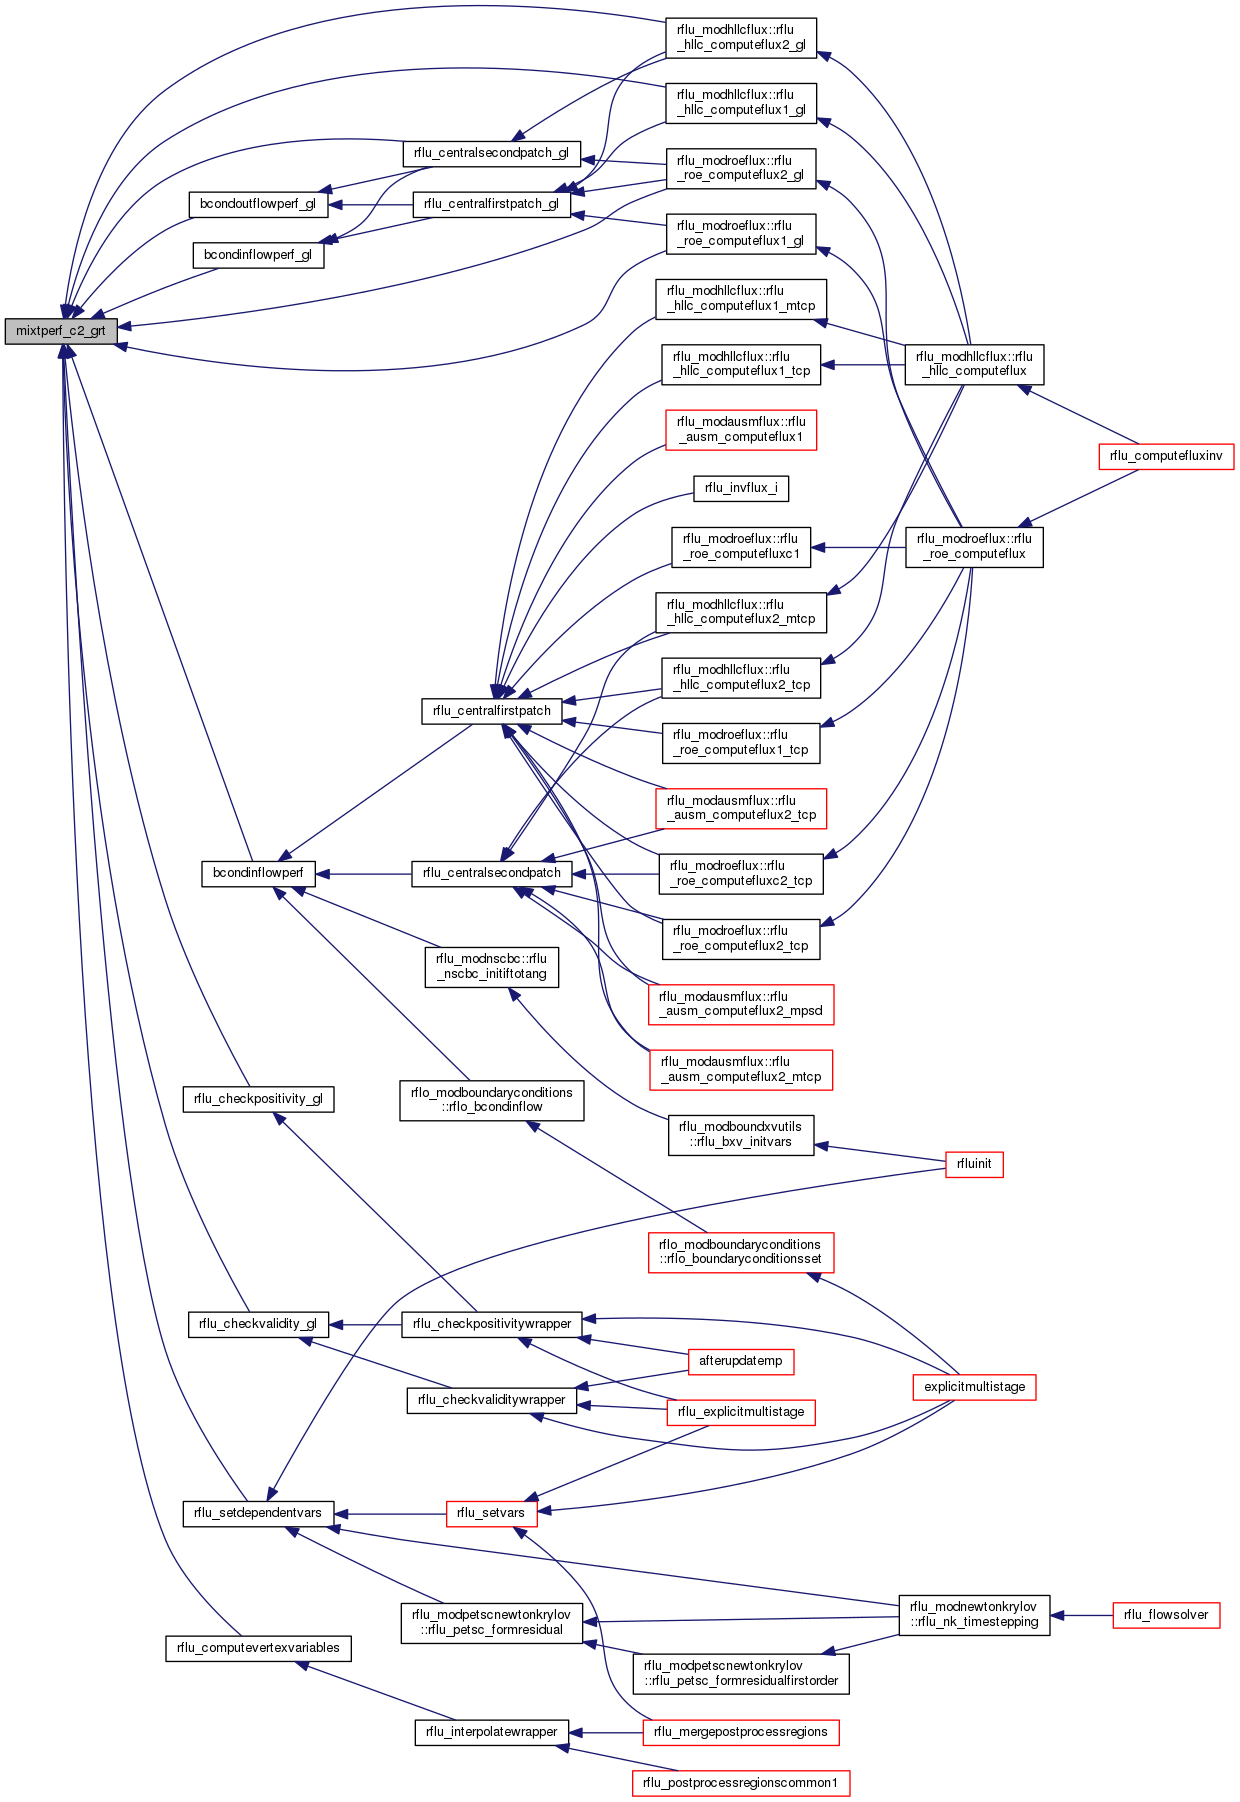 rflu_modhllcflux::rflu
_hllc_computeflux2_gl
rflu_modhllcflux::rflu
_hllc_computeflux1_gl
rflu_centralsecondpatch_gl
rflu_modroeflux::rflu
_roe_computeflux2_gl
bcondoutflowperf_gl
rflu_centralfirstpatch_gl
rflu_modroeflux::rflu
_roe_computeflux1_gl
bcondinflowperf_gl
rflu_modhllcflux::rflu
_hllc_computeflux1_mtcp
mixtperf_c2_grt
rflu_modhllcflux::rflu
_hllc_computeflux1_tcp
rflu_modhllcflux::rflu
_hllc_computeflux
rflu_modausmflux::rflu
_ausm_computeflux1
rflu_computefluxinv
rflu_invflux_i
rflu_modroeflux::rflu
_roe_computefluxc1
rflu_modroeflux::rflu
_roe_computeflux
rflu_modhllcflux::rflu
_hllc_computeflux2_mtcp
rflu_modhllcflux::rflu
_hllc_computeflux2_tcp
rflu_centralfirstpatch
rflu_modroeflux::rflu
_roe_computeflux1_tcp
rflu_modausmflux::rflu
_ausm_computeflux2_tcp
bcondinflowperf
rflu_centralsecondpatch
rflu_modroeflux::rflu
_roe_computefluxc2_tcp
rflu_modroeflux::rflu
_roe_computeflux2_tcp
rflu_modnscbc::rflu
_nscbc_initiftotang
rflu_modausmflux::rflu
_ausm_computeflux2_mpsd
rflu_modausmflux::rflu
_ausm_computeflux2_mtcp
rflu_checkpositivity_gl
rflo_modboundaryconditions
::rflo_bcondinflow
rflu_modboundxvutils
::rflu_bxv_initvars
rfluinit
rflo_modboundaryconditions
::rflo_boundaryconditionsset
rflu_checkvalidity_gl
rflu_checkpositivitywrapper
afterupdatemp
explicitmultistage
rflu_checkvaliditywrapper
rflu_explicitmultistage
rflu_setdependentvars
rflu_setvars
rflu_modpetscnewtonkrylov
::rflu_petsc_formresidual
rflu_modnewtonkrylov
::rflu_nk_timestepping
rflu_flowsolver
rflu_computevertexvariables
rflu_modpetscnewtonkrylov
::rflu_petsc_formresidualfirstorder
rflu_interpolatewrapper
rflu_mergepostprocessregions
rflu_postprocessregionscommon1